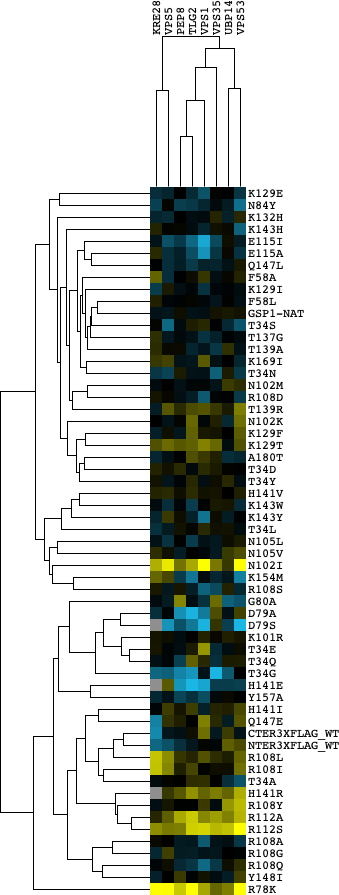 KRE28
VPS5
PEP8
TLG2
VPS1
VPS35
UBP14
VPS53
K129E
N84Y
K132H
K143H
E115I
E115A
Q147L
F58A
K129I
F58L
GSP1-NAT
T34S
T137G
T139A
K169I
T34N
N102M
R108D
T139R
N102K
K129F
K129T
A180T
T34D
T34Y
H141V
K143W
K143Y
T34L
N105L
N105V
N102I
K154M
R108S
G80A
D79A
D79S
K101R
T34E
T34Q
T34G
H141E
Y157A
H141I
Q147E
CTER3XFLAG_WT
NTER3XFLAG_WT
R108L
R108I
T34A
H141R
R108Y
R112A
R112S
R108A
R108G
R108Q
Y148I
R78K